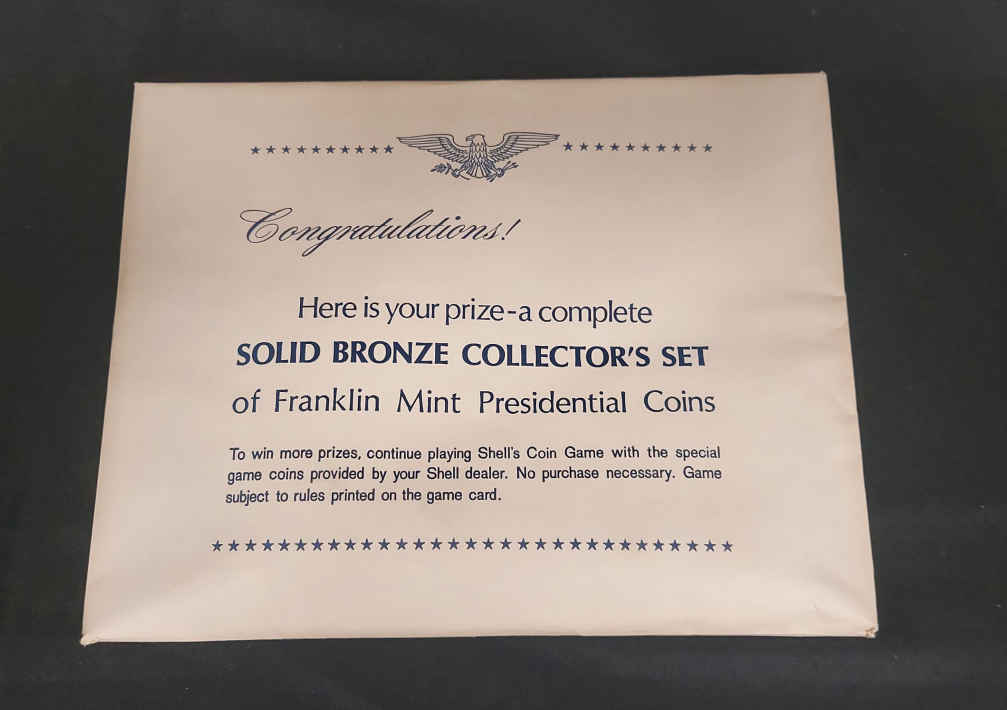 Congratulations!
Here is your prize-a complete
SOLID BRONZE COLLECTOR'S SET
of Franklin Mint Presidential Coins
To win more prizes, continue playing Shell's Coin Game with the special
game coins provided by your Shell dealer. No purchase necessary. Game
subject to rules printed on the game card.